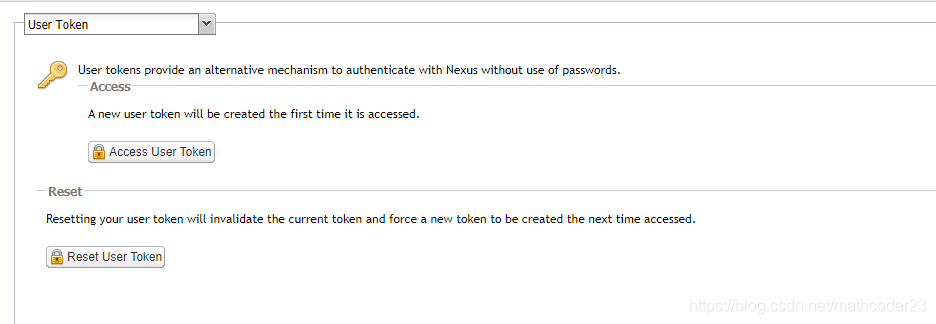 User Token
User tokens provide an alternative mechanism to authenticate with Nexus without use of passwords.
Access
A new user token will be created the first time it is accessed.
Access User Token
Reset
Resetting your user token will invalidate the current token and force a new token to be created the next time accessed.
Reset User Token
https://blog.csdn.net/mathcoder23